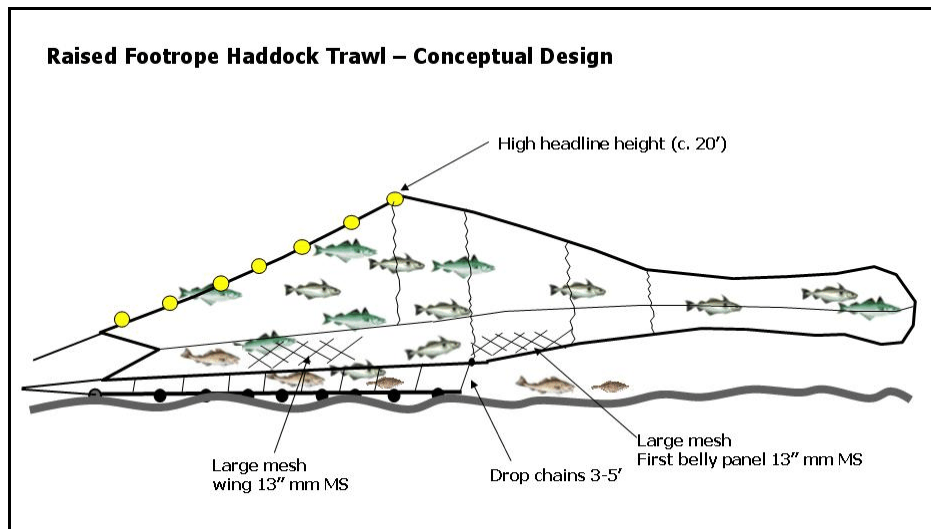 Raised Footrope Haddock Trawl – Conceptual Design
High headline height (c. 20’)
Large mesh
First belly panel 13” mm MS
Large mesh
wing 13” mm MS
Drop chains 3-5’